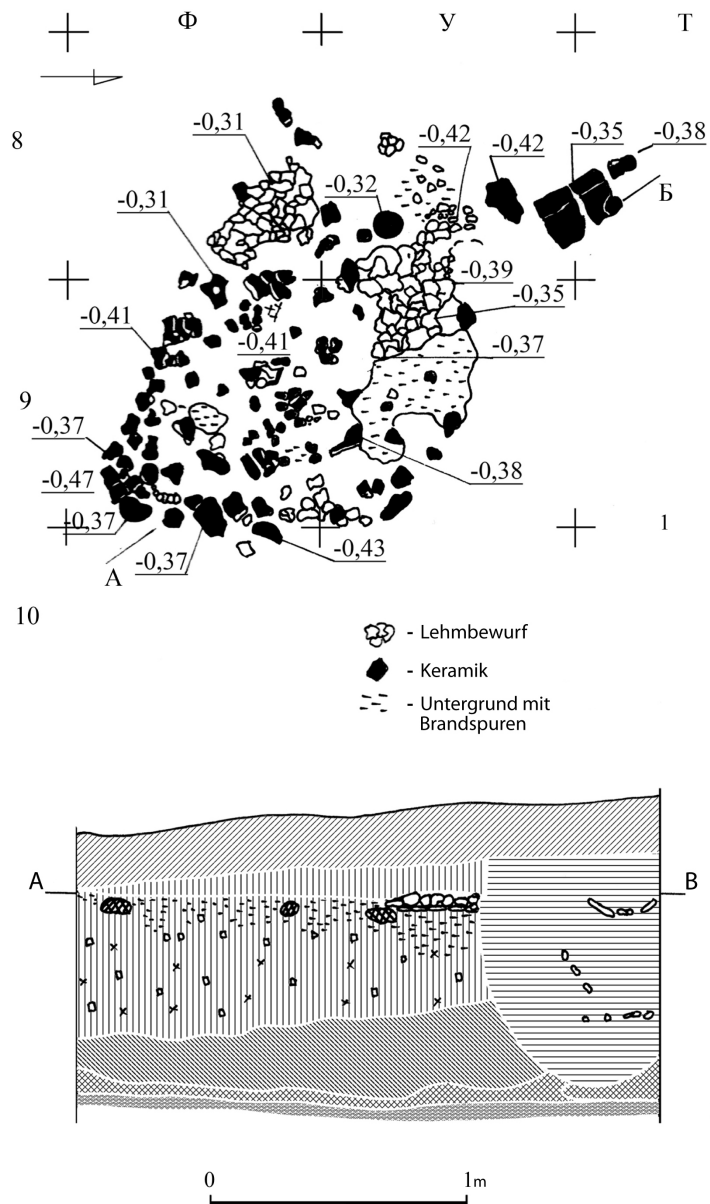 Ф У Т
8
-0,31
-0,42
-0,42
-0,35
-0,38
-0,31
-0,32
Б
-0,39
-0,35
-0,41
-0,41
-0,37
9
-0,37
-0,47
-0,38
-0,37
1
А
-0,37
-0,43
10
- Lehmbewurf
- Keramik
- Untergrund mit
Brandspuren
A B
0 1m